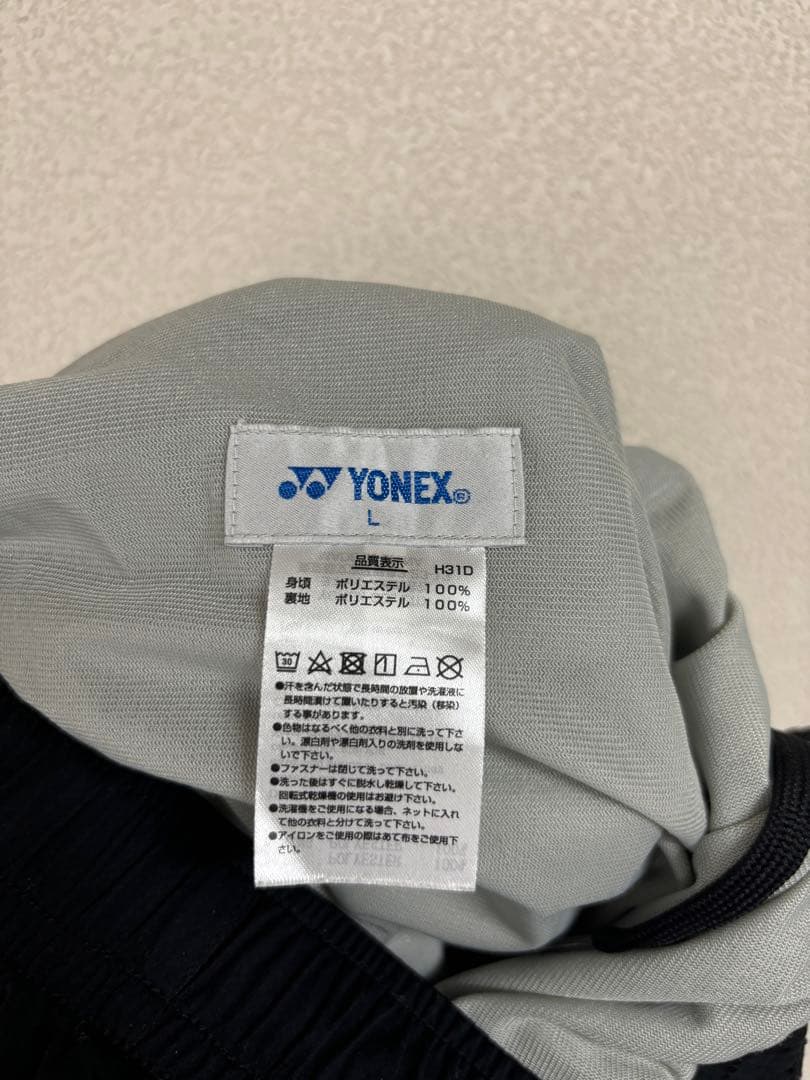 YONEX®
L
品質表示 H31D
身頃 ポリエステル 100%
裏地 ポリエステル 100%
30
●汗を含んだ状態で長時間の放置や洗濯液に
長時間漬けて置いたりすると汚染(移染)
する事があります。
●色物はなるべく他の衣料と別に洗って下さ
い。漂白剤や漂白剤入りの洗剤を使用しな
いで下さい。
●ファスナーは閉じて洗って下さい。
●洗った後はすぐに脱水し乾燥して下さい。
回転式乾燥機の使用はお避け下さい。
●洗濯機をご使用になる場合、ネットに入れ
て他の衣料と分けて洗って下さい。
●アイロンをご使用の際はあて布をご使用下
さい。
POLYESTER 100%